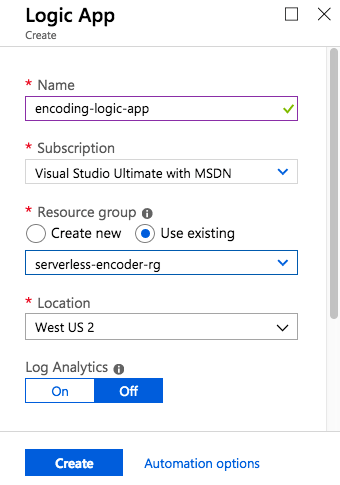 Logic App
Create
* Name
encoding-logic-app
* Subscription
Visual Studio Ultimate with MSDN
* Resource group
Create new Use existing
serverless-encoder-rg
* Location
West US 2
Log Analytics
On Off
Create Automation options